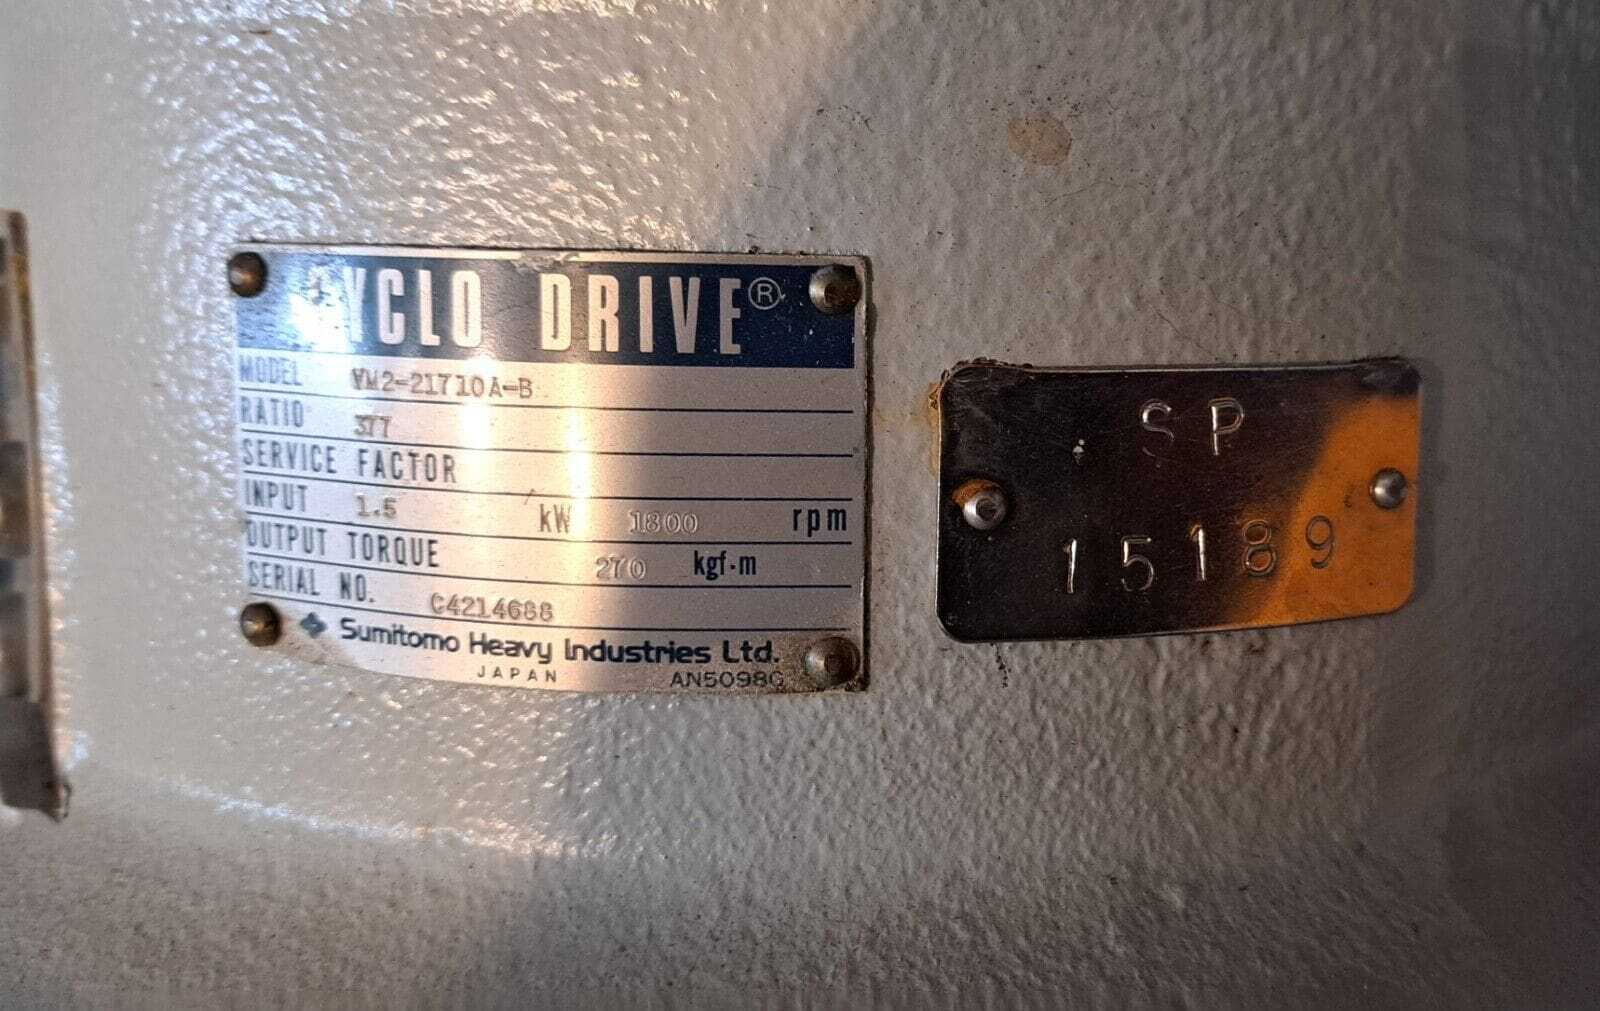 CYCLO DRIVE®
MODEL VM2-21710A-B
RATIO 377
SERVICE FACTOR
INPUT 1.5 kW 1800 rpm
OUTPUT TORQUE 270 kgf·m
SERIAL NO. C4214688
Sumitomo Heavy Industries Ltd.
JAPAN AN5098G
SP
15189